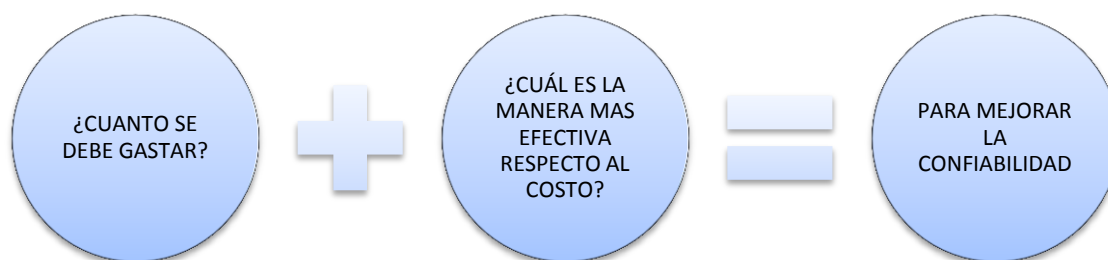 ¿CUANTO SE
DEBE GASTAR?
¿CUÁL ES LA
MANERA MAS
EFECTIVA
RESPECTO AL
COSTO?
PARA MEJORAR
LA
CONFIABILIDAD